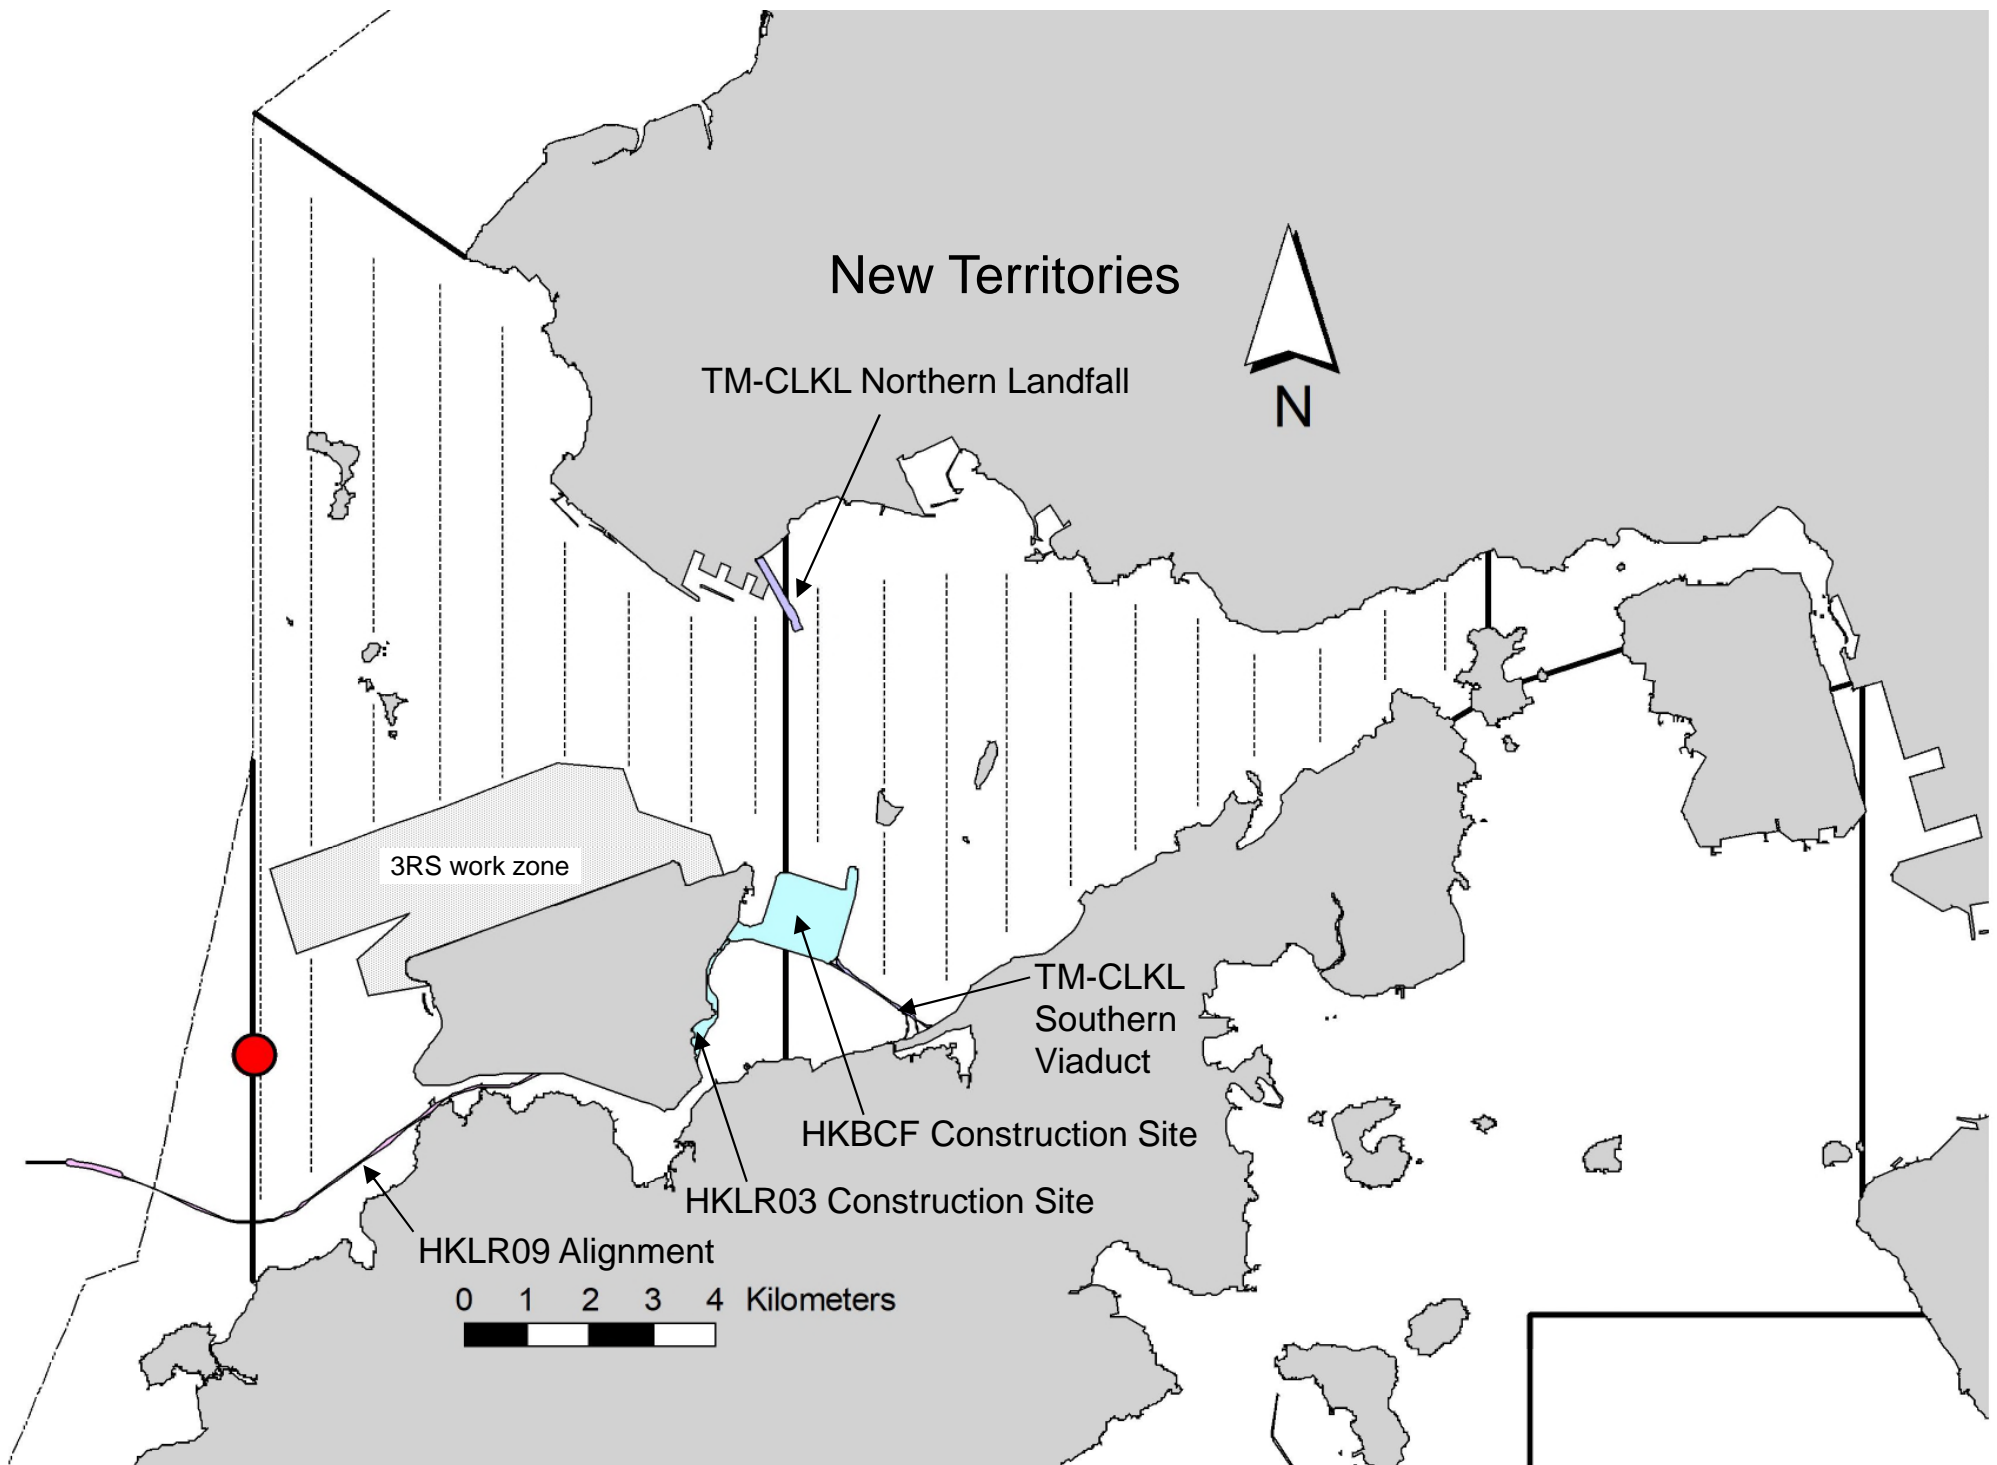 New Territories
TM-CLKL Northern Landfall
N
3RS work zone
TM-CLKL
Southern
Viaduct
HKBCF Construction Site
HKLR03 Construction Site
HKLR09 Alignment
0 1 2 3 4 Kilometers